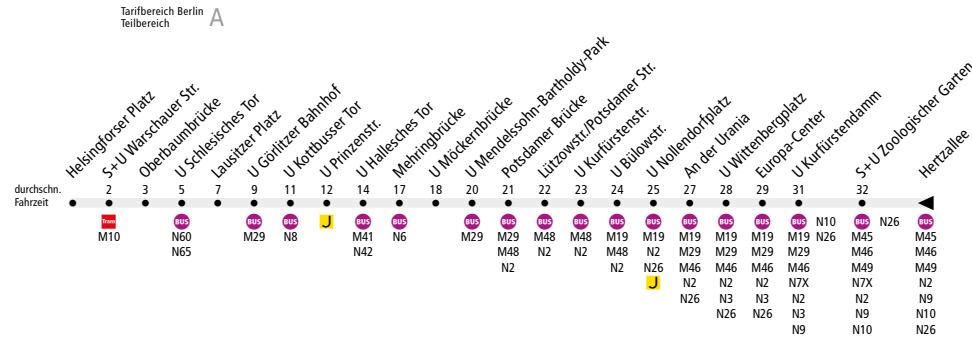 Tarifbereich Berlin
Teilbereich A
Helsingforser Platz
S+U Warschauer Str.
Oberbaumbrücke
U Schlesisches Tor
Lausitzer Platz
U Görlitzer Bahnhof
U Kottbusser Tor
U Prinzenstr.
U Hallesches Tor
Mehringbrücke
U Möckernbrücke
U Mendelssohn-Bartholdy-Park
Potsdamer Brücke
Lützowstr./Potsdamer Str.
U Kurfürstenstr.
U Bülowstr.
U Nollendorfplatz
An der Urania
U Wittenbergplatz
Europa-Center
U Kurfürstendamm
S+U Zoologischer Garten
Hertzallee
durchschn. 2 3 5 7 9 11 12 14 17 18 20 21 22 23 24 25 27 28 29 31 32
Fahrzeit
Tram BUS BUS BUS J BUS BUS BUS BUS BUS BUS BUS BUS BUS BUS BUS BUS N10 BUS N26 BUS
M10 N60 M29 N8 M41 N6 M29 M29 M48 M48 M19 M19 M19 M19 M19 M19 N26 M45 M45
N65 N42 M48 N2 N2 M48 N2 M29 M29 M29 M29 M46 M46
N2 N2 N26 M46 M46 M46 M46 M49 M49
J N2 N2 N2 N7X N7X N2
N26 N3 N3 N2 N2 N9
N26 N26 N3 N9 N10
N9 N10 N26